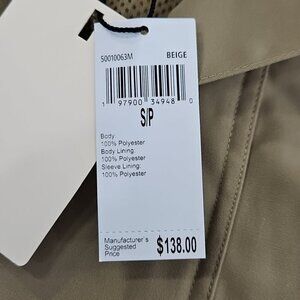 S0010063M BEIGE
1 97900 34948 0
S/P
Body:
100% Polyester
Body Lining:
100% Polyester
Sleeve Lining:
100% Polyester
Manufacturer's
Suggested
Price
$138.00